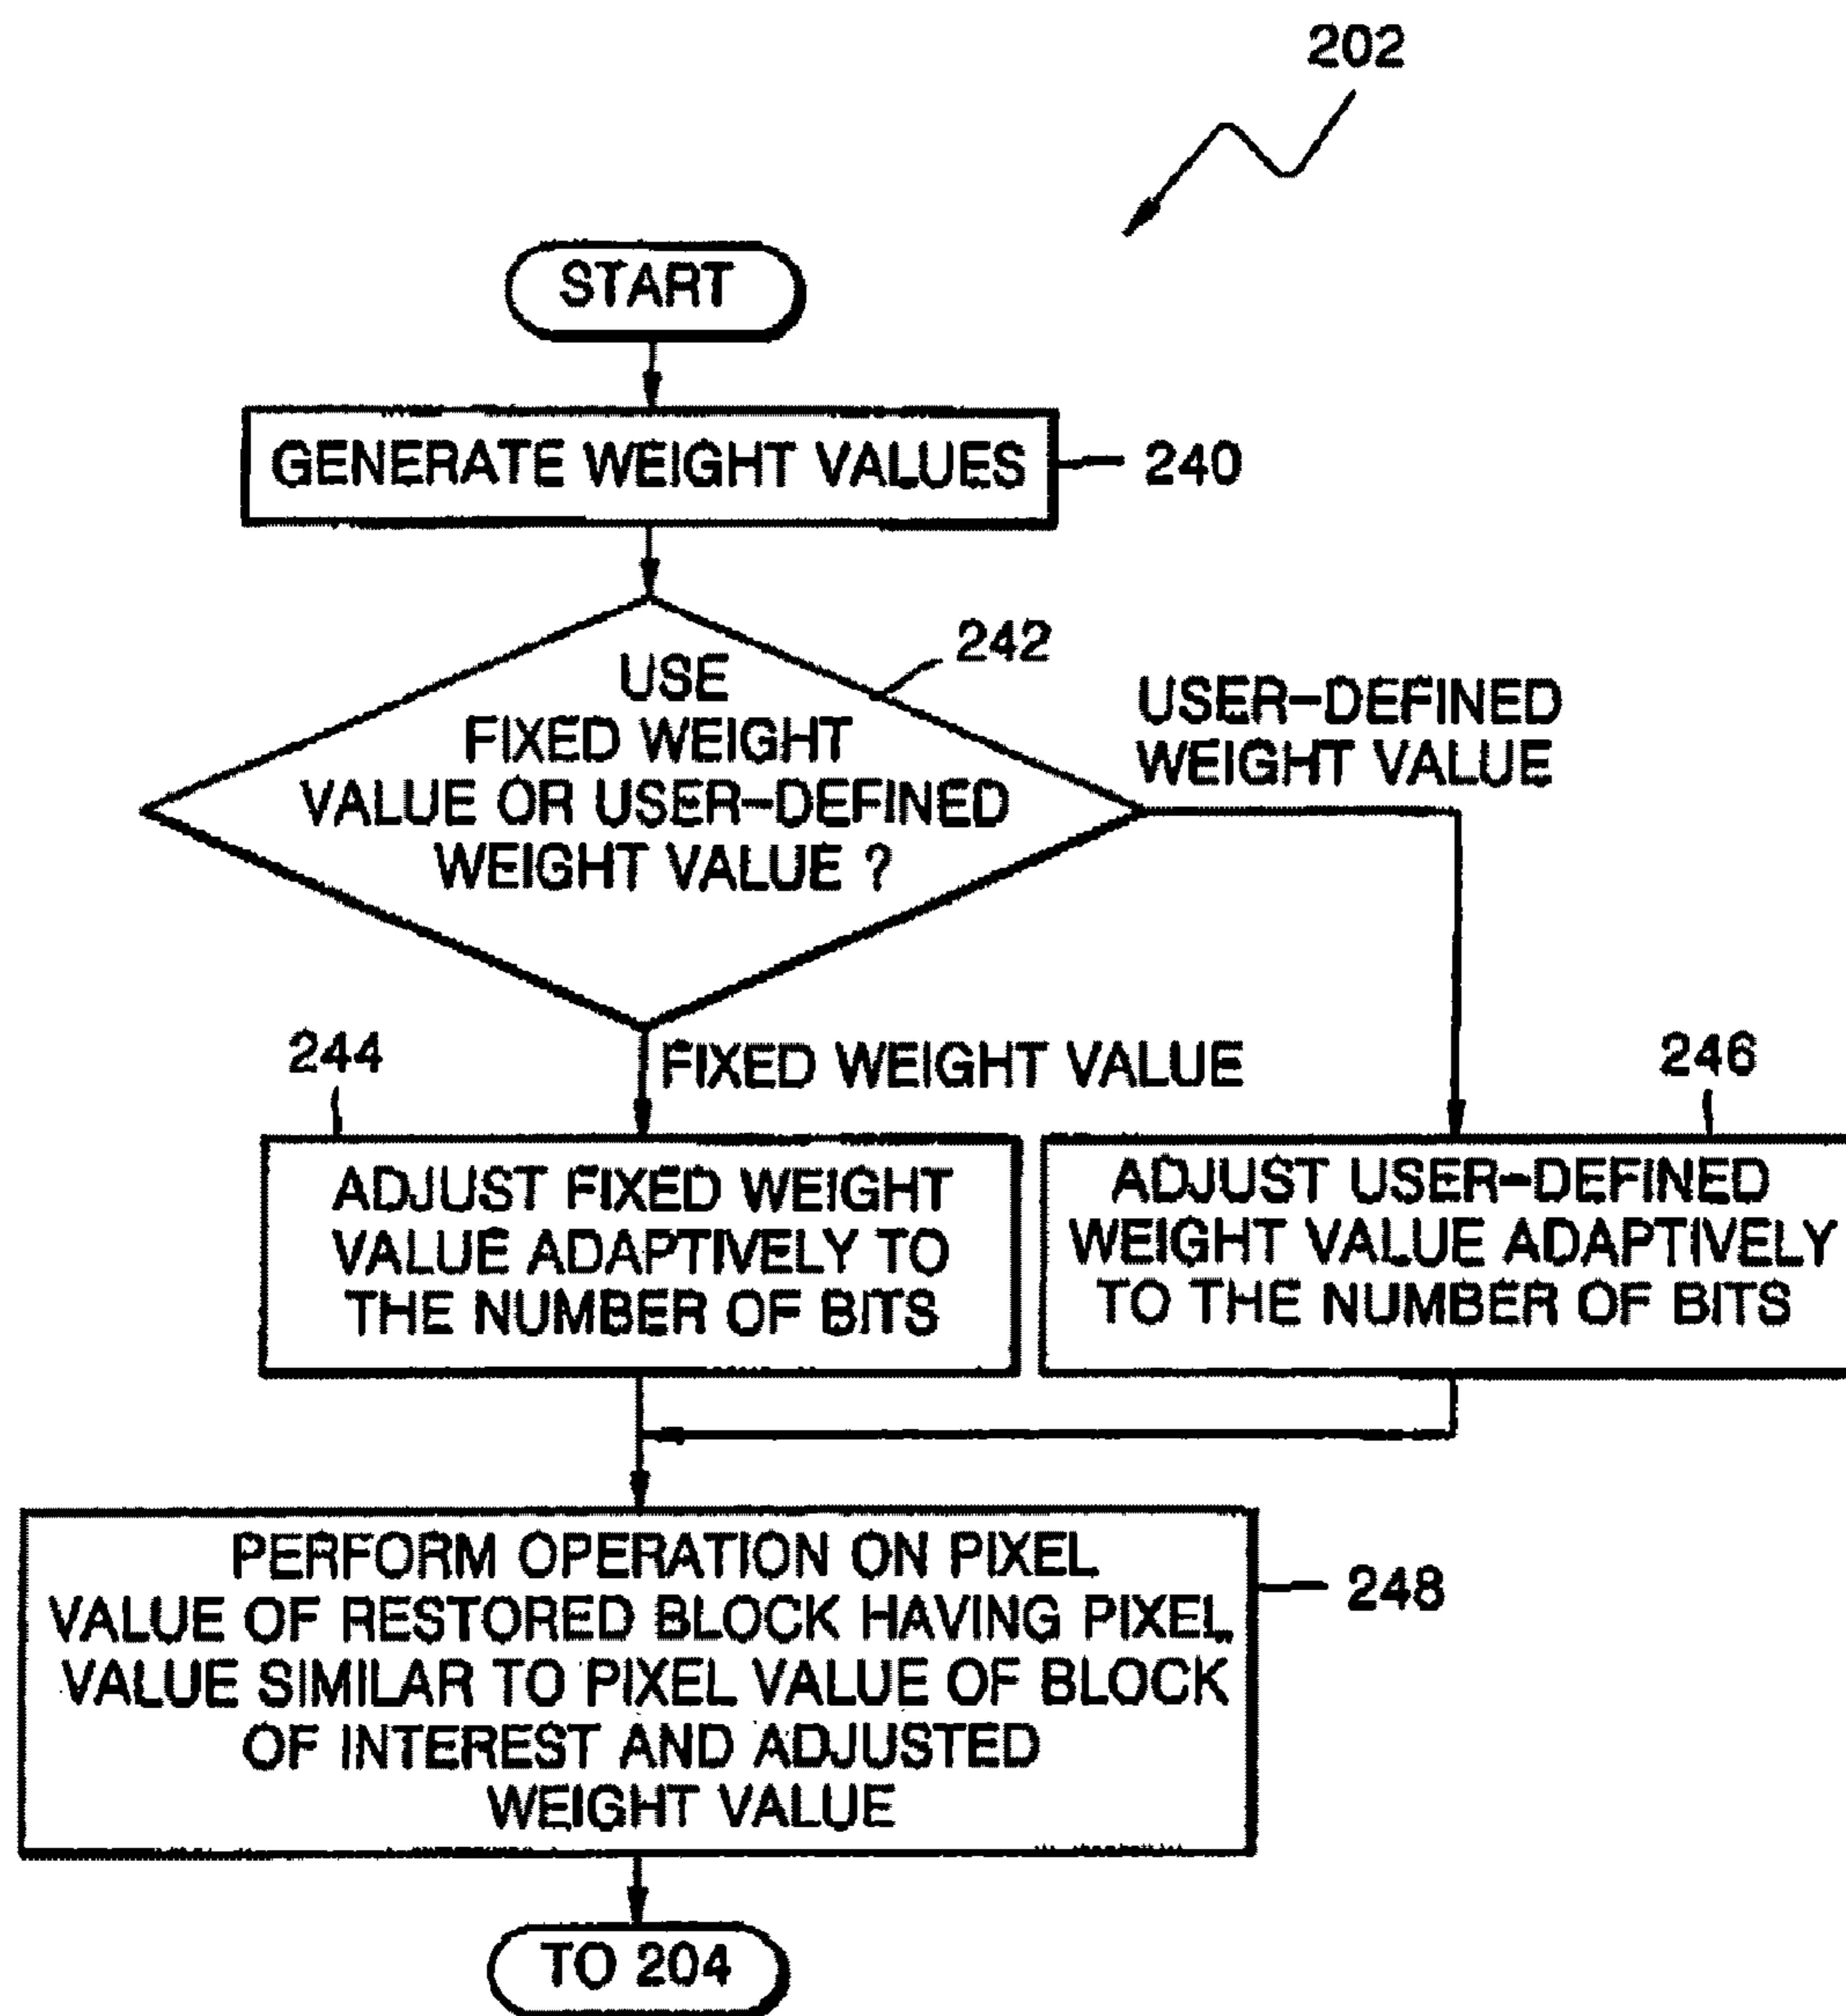 202
START
GENERATE WEIGHT VALUES
240
USE
FIXED WEIGHT
VALUE OR USER-DEFINED
WEIGHT VALUE ?
242
USER-DEFINED
WEIGHT VALUE
FIXED WEIGHT VALUE
244
ADJUST FIXED WEIGHT
VALUE ADAPTIVELY TO
THE NUMBER OF BITS
246
ADJUST USER-DEFINED
WEIGHT VALUE ADAPTIVELY
TO THE NUMBER OF BITS
PERFORM OPERATION ON PIXEL
VALUE OF RESTORED BLOCK HAVING PIXEL
VALUE SIMILAR TO PIXEL VALUE OF BLOCK
OF INTEREST AND ADJUSTED
WEIGHT VALUE
248
TO 204